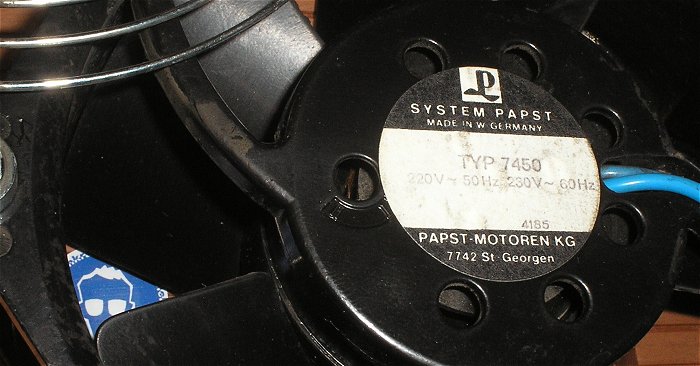 SYSTEM PAPST
MADE IN W. GERMANY
TYP 7450
220V~ 50Hz 230V~ 60Hz
4185
PAPST-MOTOREN KG
7742 St Georgen